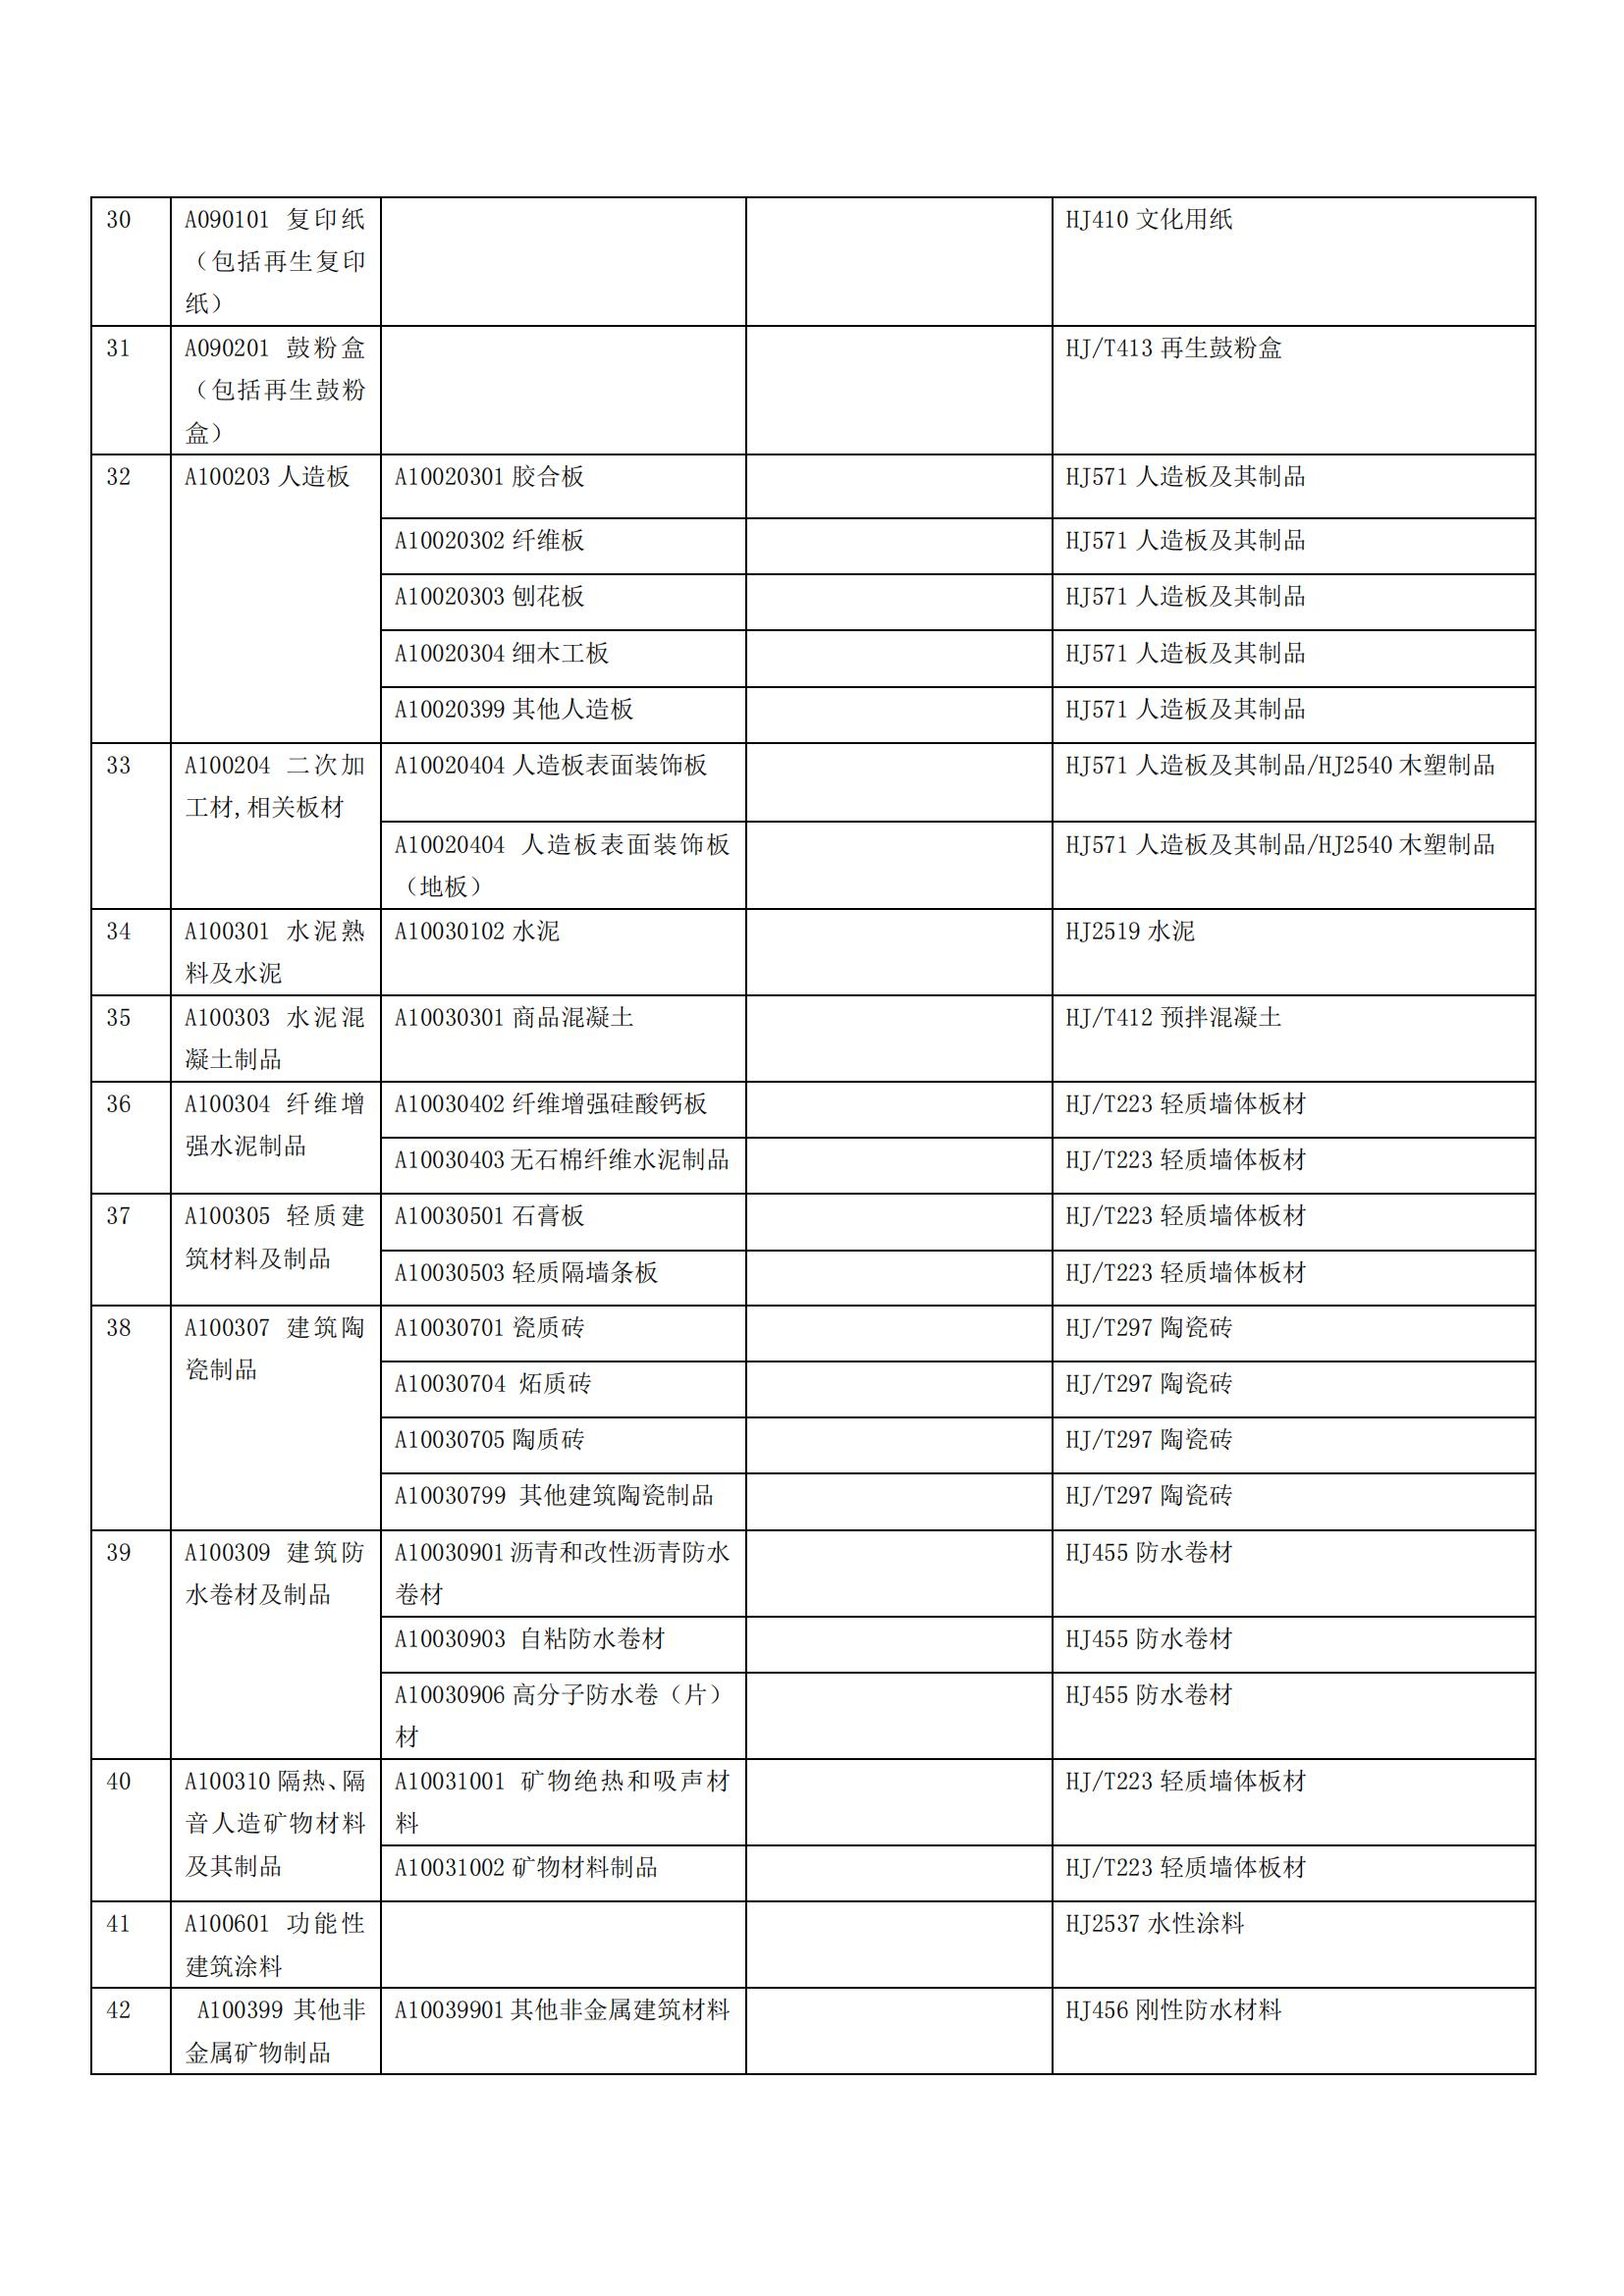 30 A090101 复印纸 HJ410 文化用纸
（包括再生复印
纸）
31 A090201 鼓粉盒 HJ/T413 再生鼓粉盒
（包括再生鼓粉
盒）
32 A100203 人造板 A10020301 胶合板 HJ571 人造板及其制品
A10020302 纤维板 HJ571 人造板及其制品
A10020303 刨花板 HJ571 人造板及其制品
A10020304 细木工板 HJ571 人造板及其制品
A10020399 其他人造板 HJ571 人造板及其制品
33 A100204 二次加 A10020404 人造板表面装饰板 HJ571 人造板及其制品/HJ2540 木塑制品
工材,相关板材
A10020404 人造板表面装饰板 HJ571 人造板及其制品/HJ2540 木塑制品
（地板）
34 A100301 水泥熟 A10030102 水泥 HJ2519 水泥
料及水泥
35 A100303 水泥混 A10030301 商品混凝土 HJ/T412 预拌混凝土
凝土制品
36 A100304 纤维增 A10030402 纤维增强硅酸钙板 HJ/T223 轻质墙体板材
强水泥制品
A10030403 无石棉纤维水泥制品 HJ/T223 轻质墙体板材
37 A100305 轻质建 A10030501 石膏板 HJ/T223 轻质墙体板材
筑材料及制品
A10030503 轻质隔墙条板 HJ/T223 轻质墙体板材
38 A100307 建筑陶 A10030701 瓷质砖 HJ/T297 陶瓷砖
瓷制品
A10030704 炻质砖 HJ/T297 陶瓷砖
A10030705 陶质砖 HJ/T297 陶瓷砖
A10030799 其他建筑陶瓷制品 HJ/T297 陶瓷砖
39 A100309 建筑防 A10030901 沥青和改性沥青防水 HJ455 防水卷材
水卷材及制品 卷材
A10030903 自粘防水卷材 HJ455 防水卷材
A10030906 高分子防水卷（片） HJ455 防水卷材
材
40 A100310 隔热、隔 A10031001 矿物绝热和吸声材 HJ/T223 轻质墙体板材
音人造矿物材料 料
及其制品 A10031002 矿物材料制品 HJ/T223 轻质墙体板材
41 A100601 功能性 HJ2537 水性涂料
建筑涂料
42 A100399 其他非 A10039901 其他非金属建筑材料 HJ456 刚性防水材料
金属矿物制品